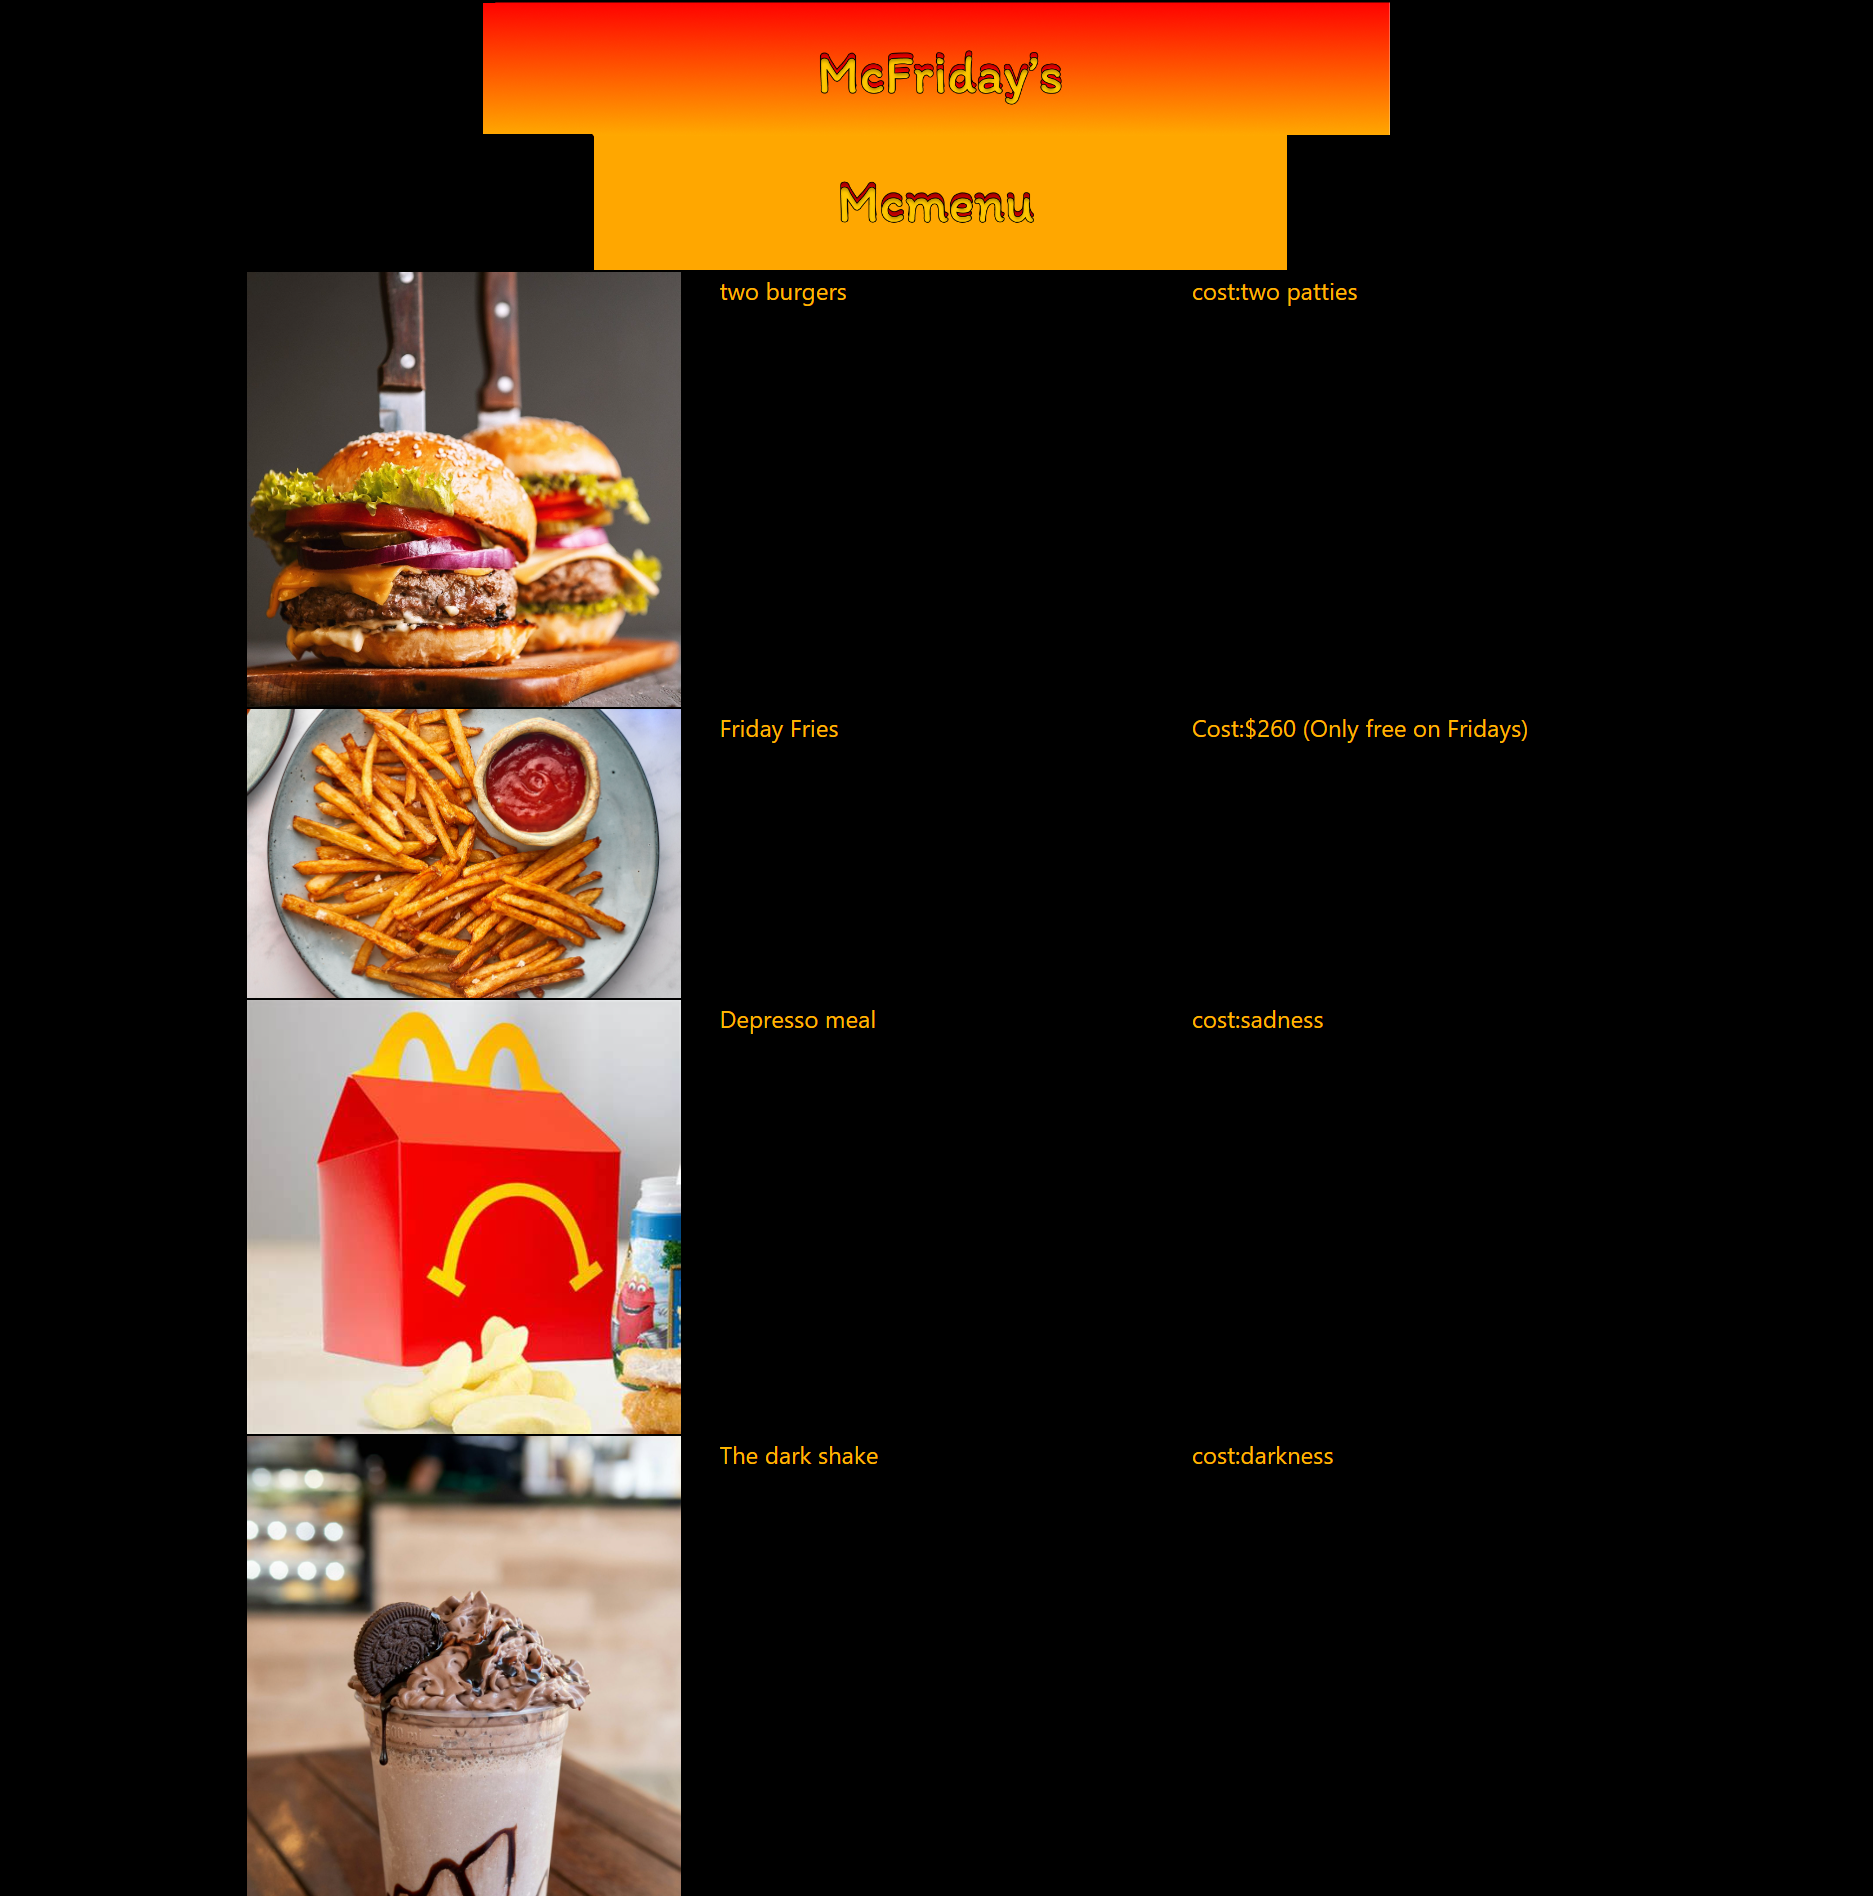 McFriday's
Mcmenu
two burgers
cost:two patties
Friday Fries
Cost:$260 (Only free on Fridays)
Depresso meal
cost:sadness
The dark shake
cost:darkness